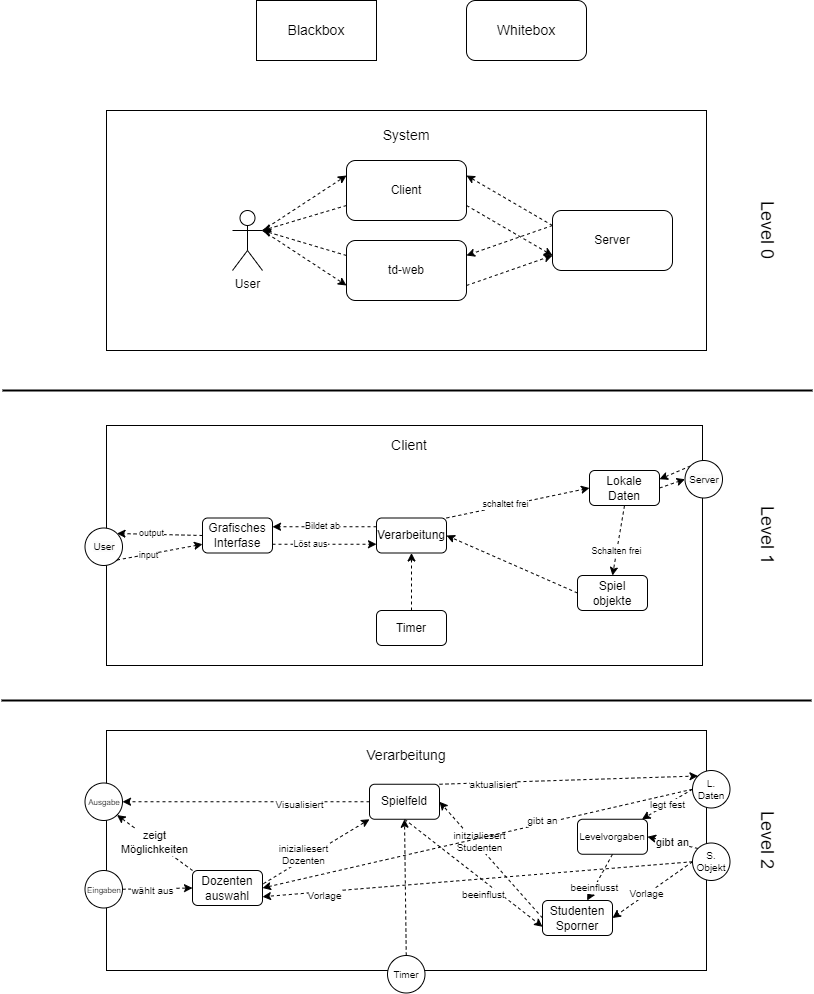 Blackbox
Whitebox
System
Client
td-web
Server
User
Level 0
Client
Lokale
Daten
Server
schaltet frei
Grafisches
Interfase
Bildet ab
Löst aus
Verarbeitung
output
input
User
Schalten frei
Spiel
objekte
Timer
Level 1
Verarbeitung
aktualisiert
L.
Daten
Ausgabe
Visualisiert
Spielfeld
legt fest
gibt an
Levelvorgaben
gibt an
zeigt
Möglichkeiten
inizialiesert
Dozenten
initzialiesert
Studenten
S.
Objekt
Eingaben
wählt aus
Dozenten
auswahl
Vorlage
beeinflust
beeinflusst
Vorlage
Studenten
Sporner
Timer
Level 2